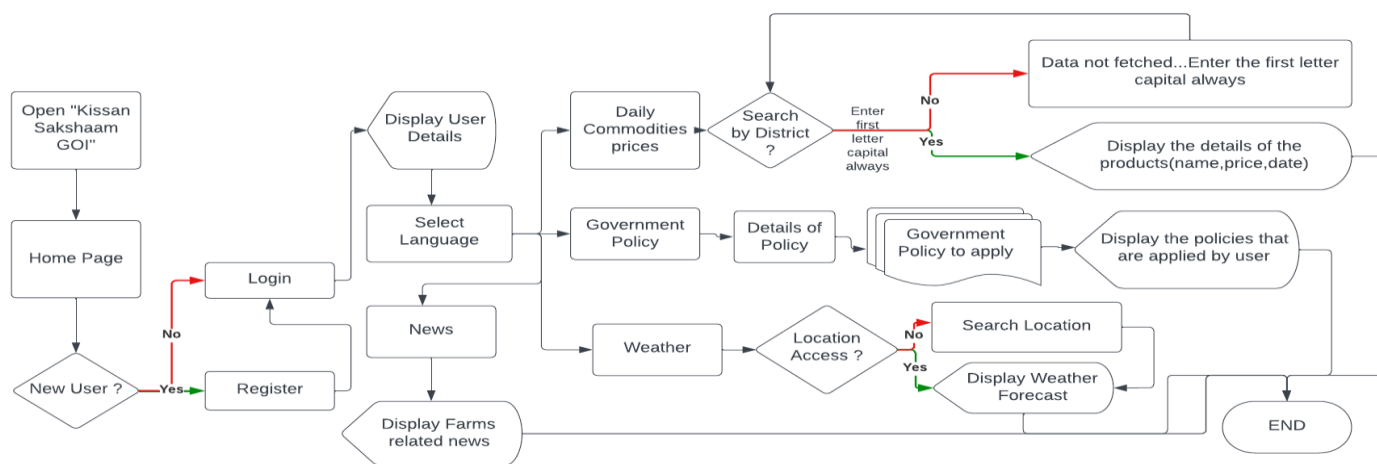 Open "Kissan
Sakshaam
GOI"
Home Page
New User ?
No
Yes
Login
Register
Display User
Details
Select
Language
News
Display Farms
related news
Daily
Commodities
prices
Search
by District
?
Enter
first
letter
capital
always
No
Yes
Data not fetched...Enter the first letter
capital always
Display the details of the
products(name,price,date)
Government
Policy
Details of
Policy
Government
Policy to apply
Display the policies that
are applied by user
Weather
Location
Access ?
No
Yes
Search Location
Display Weather
Forecast
END